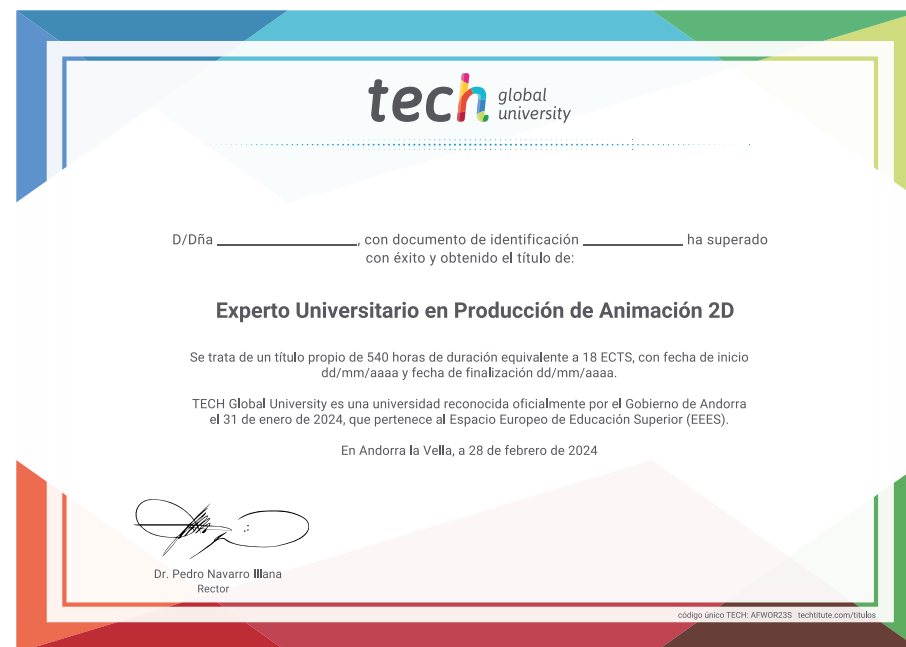 tech global university
D/Dña ____________, con documento de identificación ____________ ha superado
con éxito y obtenido el título de:
Experto Universitario en Producción de Animación 2D
Se trata de un título propio de 540 horas de duración equivalente a 18 ECTS, con fecha de inicio
dd/mm/aaaa y fecha de finalización dd/mm/aaaa.
TECH Global University es una universidad reconocida oficialmente por el Gobierno de Andorra
el 31 de enero de 2024, que pertenece al Espacio Europeo de Educación Superior (EEES).
En Andorra la Vella, a 28 de febrero de 2024
Dr. Pedro Navarro Illana
Rector
código único TECH: AFWOR23S techtitute.com/titulos